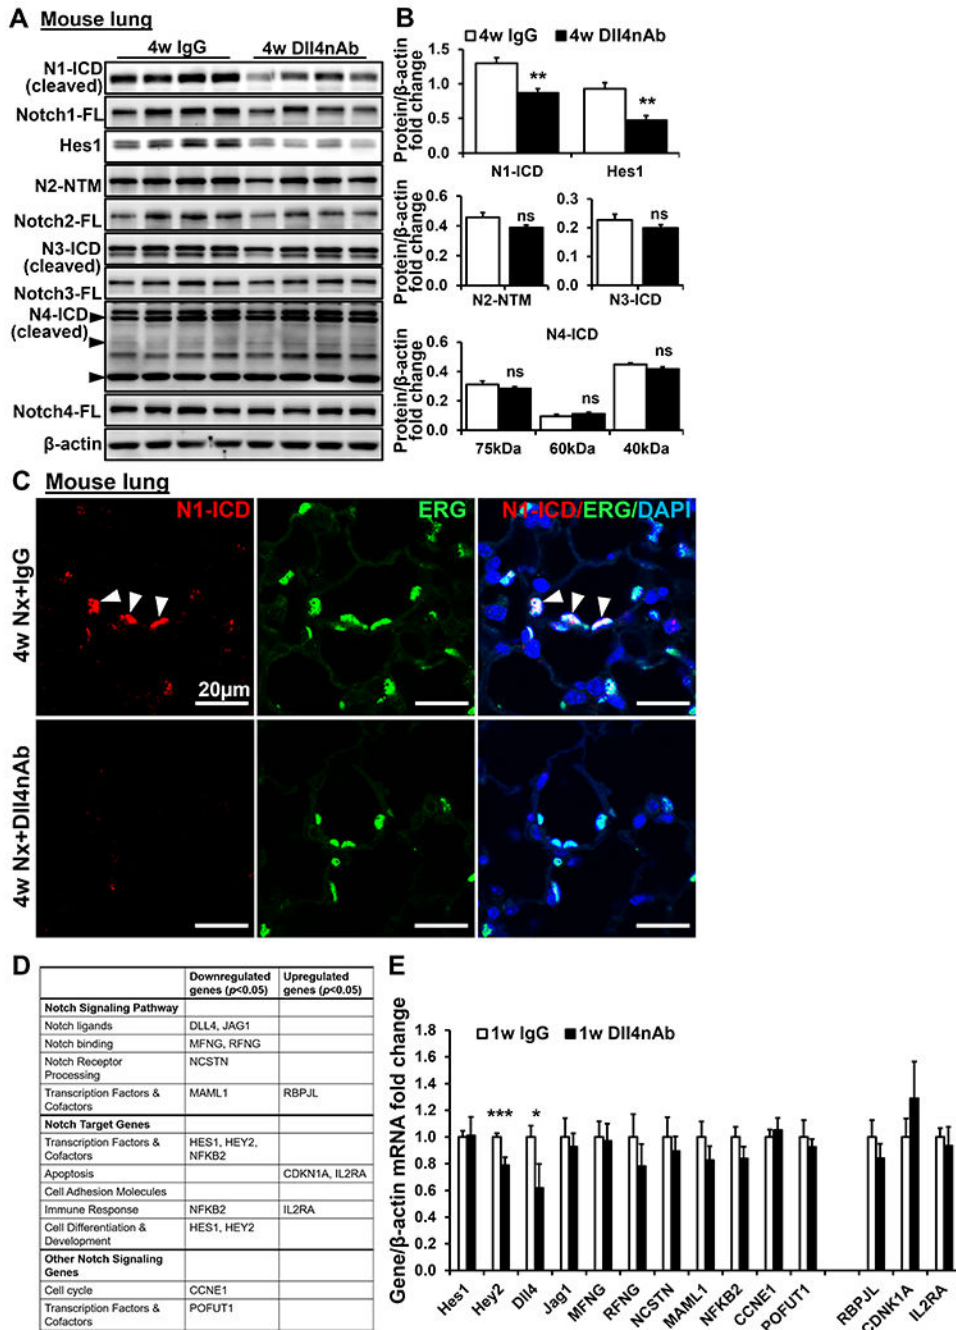 A Mouse lung
4w IgG 4w Dll4nAb
N1-ICD
(cleaved)
Notch1-FL
Hes1
N2-NTM
Notch2-FL
N3-ICD
(cleaved)
Notch3-FL
N4-ICD
(cleaved)
Notch4-FL
β-actin
B
4w IgG 4w Dll4nAb
Protein/β-actin
fold change
1.5
1.0
0.5
0.0
**
**
N1-ICD Hes1
Protein/β-actin
fold change
0.6
0.4
0.2
0.0
ns
N2-NTM
0.3
0.2
0.1
0.0
ns
N3-ICD
N4-ICD
Protein/β-actin
fold change
0.6
0.4
0.2
0.0
ns
ns
ns
75kDa 60kDa 40kDa
C Mouse lung
4w Nx+IgG
N1-ICD
20μm
ERG
N1-ICD/ERG/DAPI
4w Nx+Dll4nAb
D
Downregulated Upregulated
genes (p<0.05) genes (p<0.05)
Notch Signaling Pathway
Notch ligands DLL4, JAG1
Notch binding MFNG, RFNG
Notch Receptor NCSTN
Processing
Transcription Factors & MAML1 RBPJL
Cofactors
Notch Target Genes
Transcription Factors & HES1, HEY2,
Cofactors NFKB2
Apoptosis CDKN1A, IL2RA
Cell Adhesion Molecules
Immune Response NFKB2 IL2RA
Cell Differentiation & HES1, HEY2
Development
Other Notch Signaling
Genes
Cell cycle CCNE1
Transcription Factors & POFUT1
Cofactors
E
Gene/β-actin mRNA fold change
1.8
1.6
1.4
1.2
1.0
0.8
0.6
0.4
0.2
0.0
1w IgG 1w Dll4nAb
*** *
Hes1 Hey2 Dll4 Jag1 MFNG RFNG NCSTN MAML1 NFKB2 CCNE1 POFUT1 RBPJL CDNK1A IL2RA